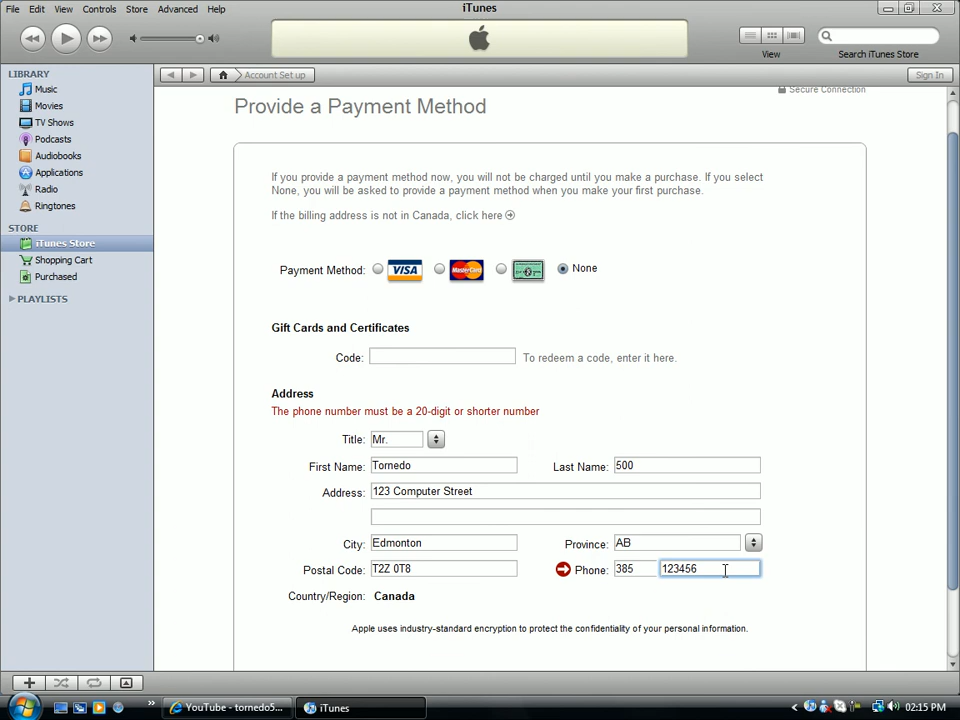 iTunes
File Edit View Controls Store Advanced Help
View
Search iTunes Store
LIBRARY
Music
Movies
TV Shows
Podcasts
Audiobooks
Applications
Radio
Ringtones
STORE
iTunes Store
Shopping Cart
Purchased
PLAYLISTS
Account Set up
Sign In
Secure Connection
Provide a Payment Method
If you provide a payment method now, you will not be charged until you make a purchase. If you select
None, you will be asked to provide a payment method when you make your first purchase.
If the billing address is not in Canada, click here
Payment Method: VISA MasterCard None
Gift Cards and Certificates
Code: To redeem a code, enter it here.
Address
The phone number must be a 20-digit or shorter number
Title: Mr.
First Name: Tornedo Last Name: 500
Address: 123 Computer Street
City: Edmonton Province: AB
Postal Code: T2Z 0T8 Phone: 385 123456
Country/Region: Canada
Apple uses industry-standard encryption to protect the confidentiality of your personal information.
YouTube - tornedo5... iTunes 02:15 PM